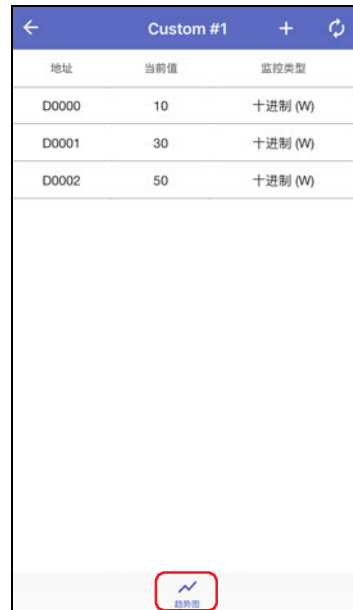 Custom #1
地址 当前值 监控类型
D0000 10 十进制 (W)
D0001 30 十进制 (W)
D0002 50 十进制 (W)
趋势图